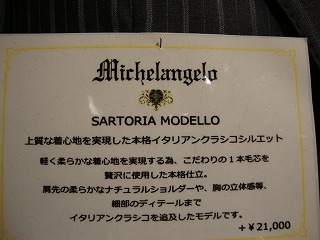 Michelangelo
SARTORIA MODELLO
上質な着心地を実現した本格イタリアンクラシコシルエット
軽く柔らかな着心地を実現する為、こだわりの1本毛芯を
贅沢に使用した本格仕立。
肩先の柔らかなナチュラルショルダーや、胸の立体感等、
細部のディテールまで
イタリアンクラシコを追及したモデルです。
+¥21,000